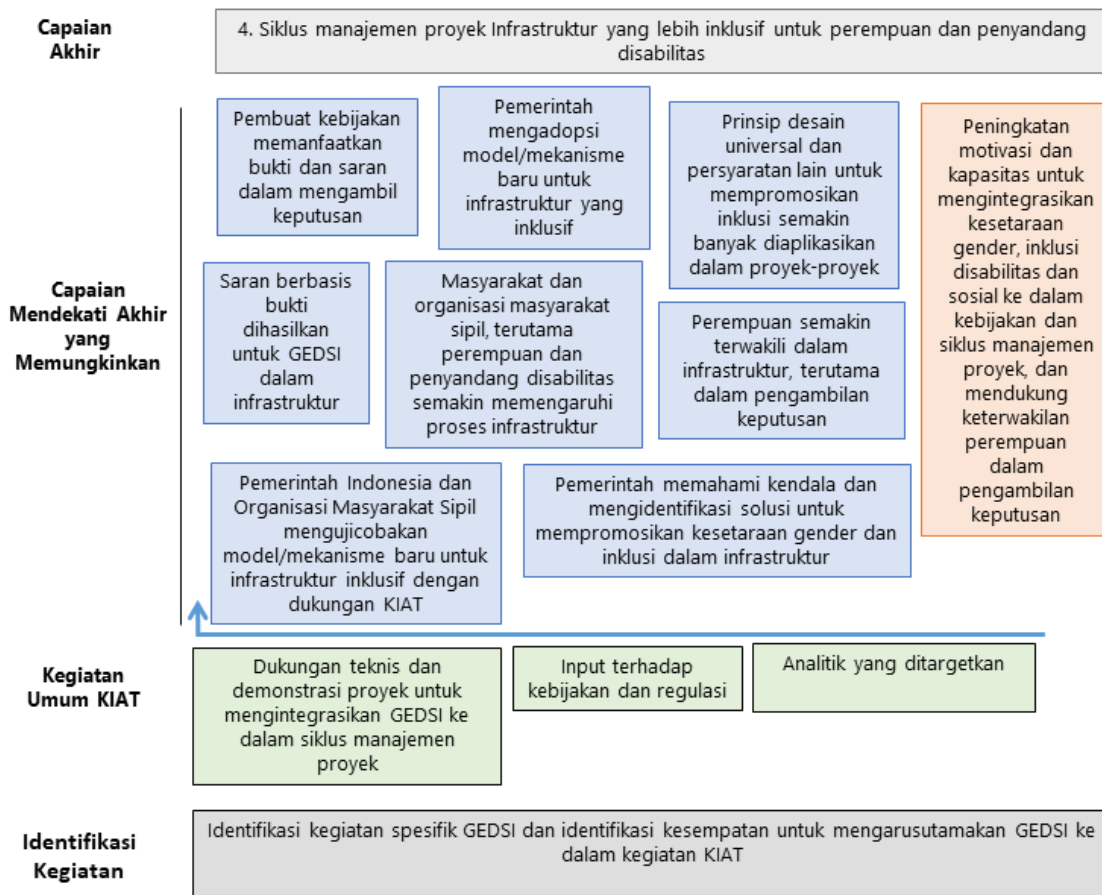 Capaian
Akhir
4. Siklus manajemen proyek Infrastruktur yang lebih inklusif untuk perempuan dan penyandang
disabilitas
Capaian
Mendekati Akhir
yang
Memungkinkan
Pembuat kebijakan
memanfaatkan
bukti dan saran
dalam mengambil
keputusan
Pemerintah
mengadopsi
model/mekanisme
baru untuk
infrastruktur yang
inklusif
Prinsip desain
universal dan
persyaratan lain untuk
mempromosikan
inklusi semakin
banyak diaplikasikan
dalam proyek-proyek
Peningkatan
motivasi dan
kapasitas untuk
mengintegrasikan
kesetaraan
gender, inklusi
disabilitas dan
sosial ke dalam
kebijakan dan
siklus manajemen
proyek, dan
mendukung
keterwakilan
perempuan
dalam
pengambilan
keputusan
Saran berbasis
bukti
dihasilkan
untuk GEDSI
dalam
infrastruktur
Masyarakat dan
organisasi masyarakat
sipil, terutama
perempuan dan
penyandang disabilitas
semakin memengaruhi
proses infrastruktur
Perempuan semakin
terwakili dalam
infrastruktur, terutama
dalam pengambilan
keputusan
Pemerintah Indonesia dan
Organisasi Masyarakat Sipil
mengujicobakan
model/mekanisme baru untuk
infrastruktur inklusif dengan
dukungan KIAT
Pemerintah memahami kendala dan
mengidentifikasi solusi untuk
mempromosikan kesetaraan gender dan
inklusi dalam infrastruktur
Kegiatan
Umum KIAT
Dukungan teknis dan
demonstrasi proyek untuk
mengintegrasikan GEDSI ke
dalam siklus manajemen
proyek
Input terhadap
kebijakan dan regulasi
Analitik yang ditargetkan
Identifikasi
Kegiatan
Identifikasi kegiatan spesifik GEDSI dan identifikasi kesempatan untuk mengarusutamakan GEDSI ke
dalam kegiatan KIAT